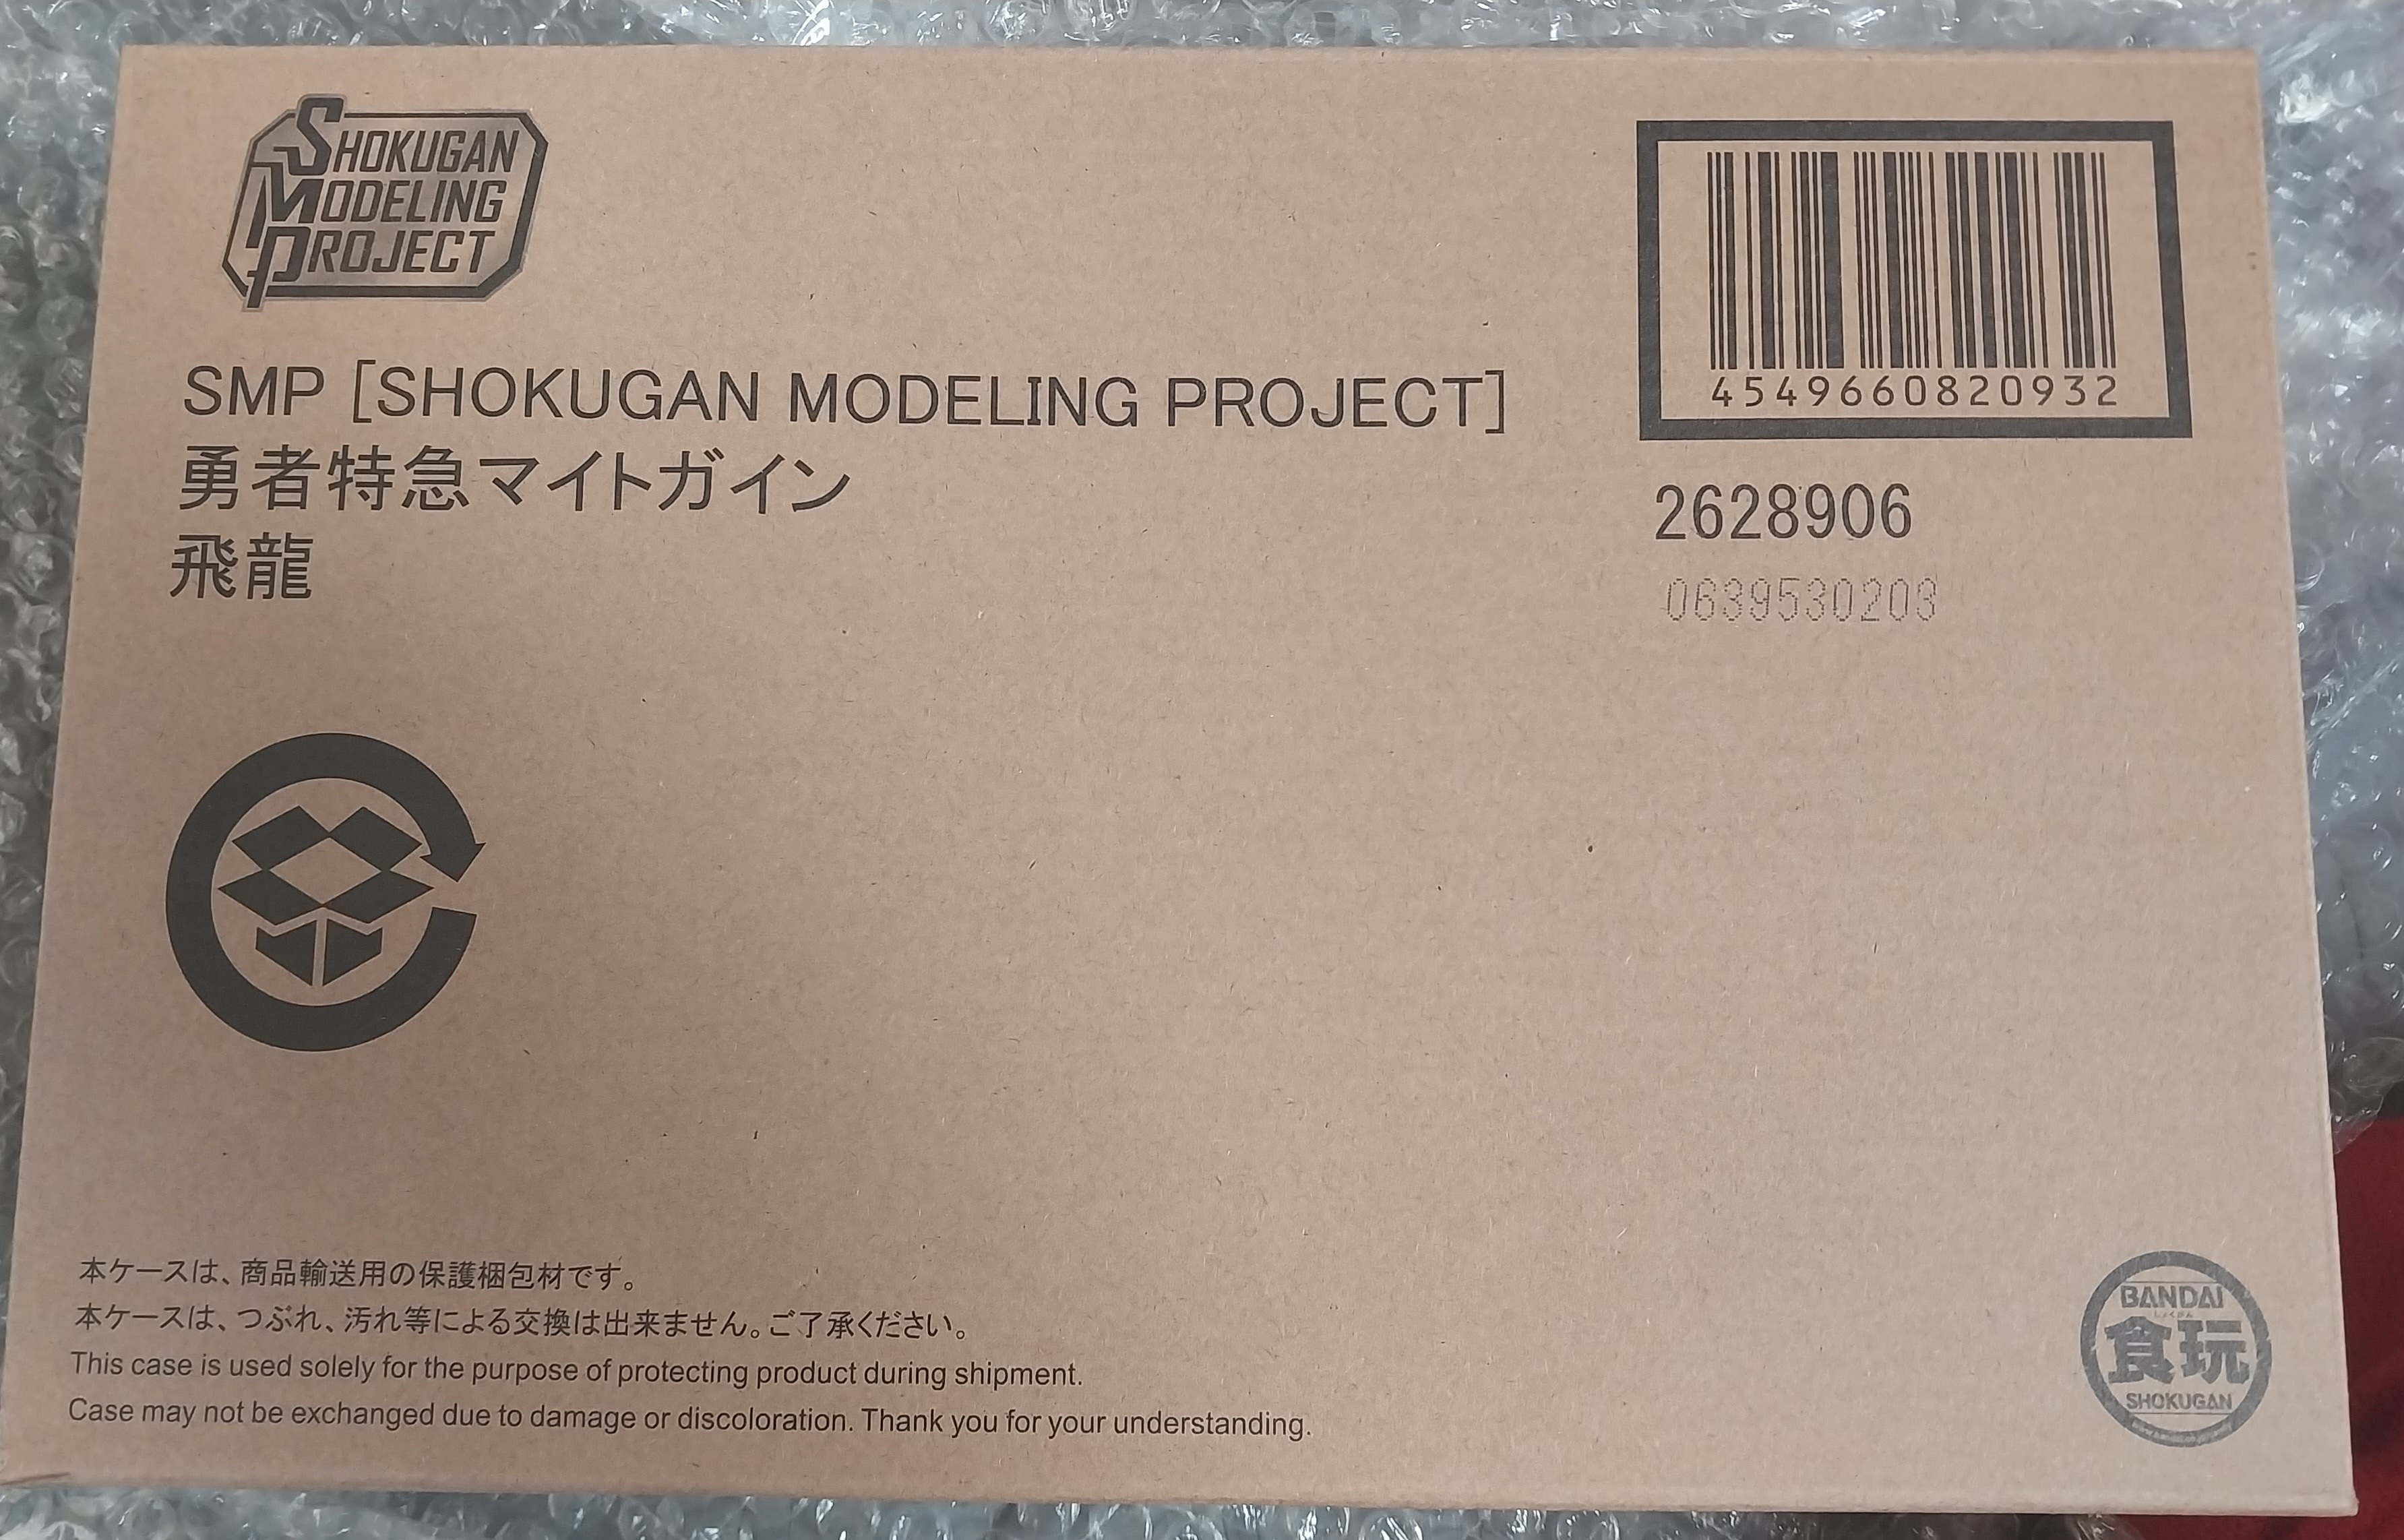 SHOKUGAN
MODELING
PROJECT
4549660820932
SMP [SHOKUGAN MODELING PROJECT]
勇者特急マイトガイン
飛龍
2628906
0639530203
本ケースは、商品輸送用の保護梱包材です。
本ケースは、つぶれ、汚れ等による交換は出来ません。ご了承ください。
This case is used solely for the purpose of protecting product during shipment.
Case may not be exchanged due to damage or discoloration. Thank you for your understanding.
BANDAI
しょくがん
食玩
SHOKUGAN